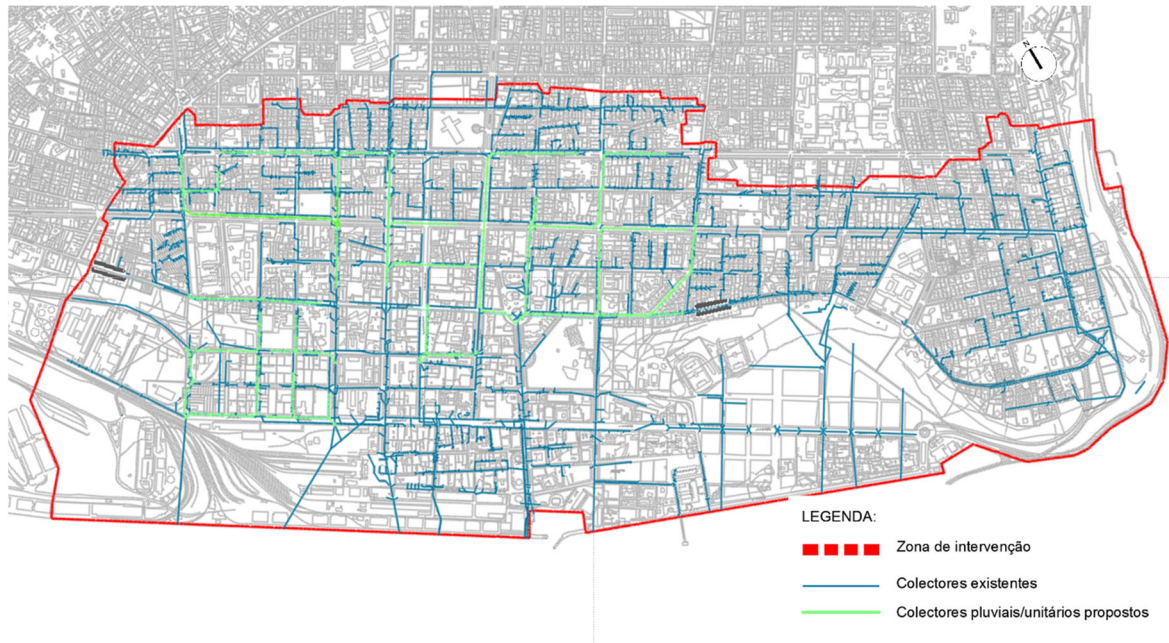 N
LEGENDA:
Zona de intervenção
Colectores existentes
Colectores pluviais/unitários propostos